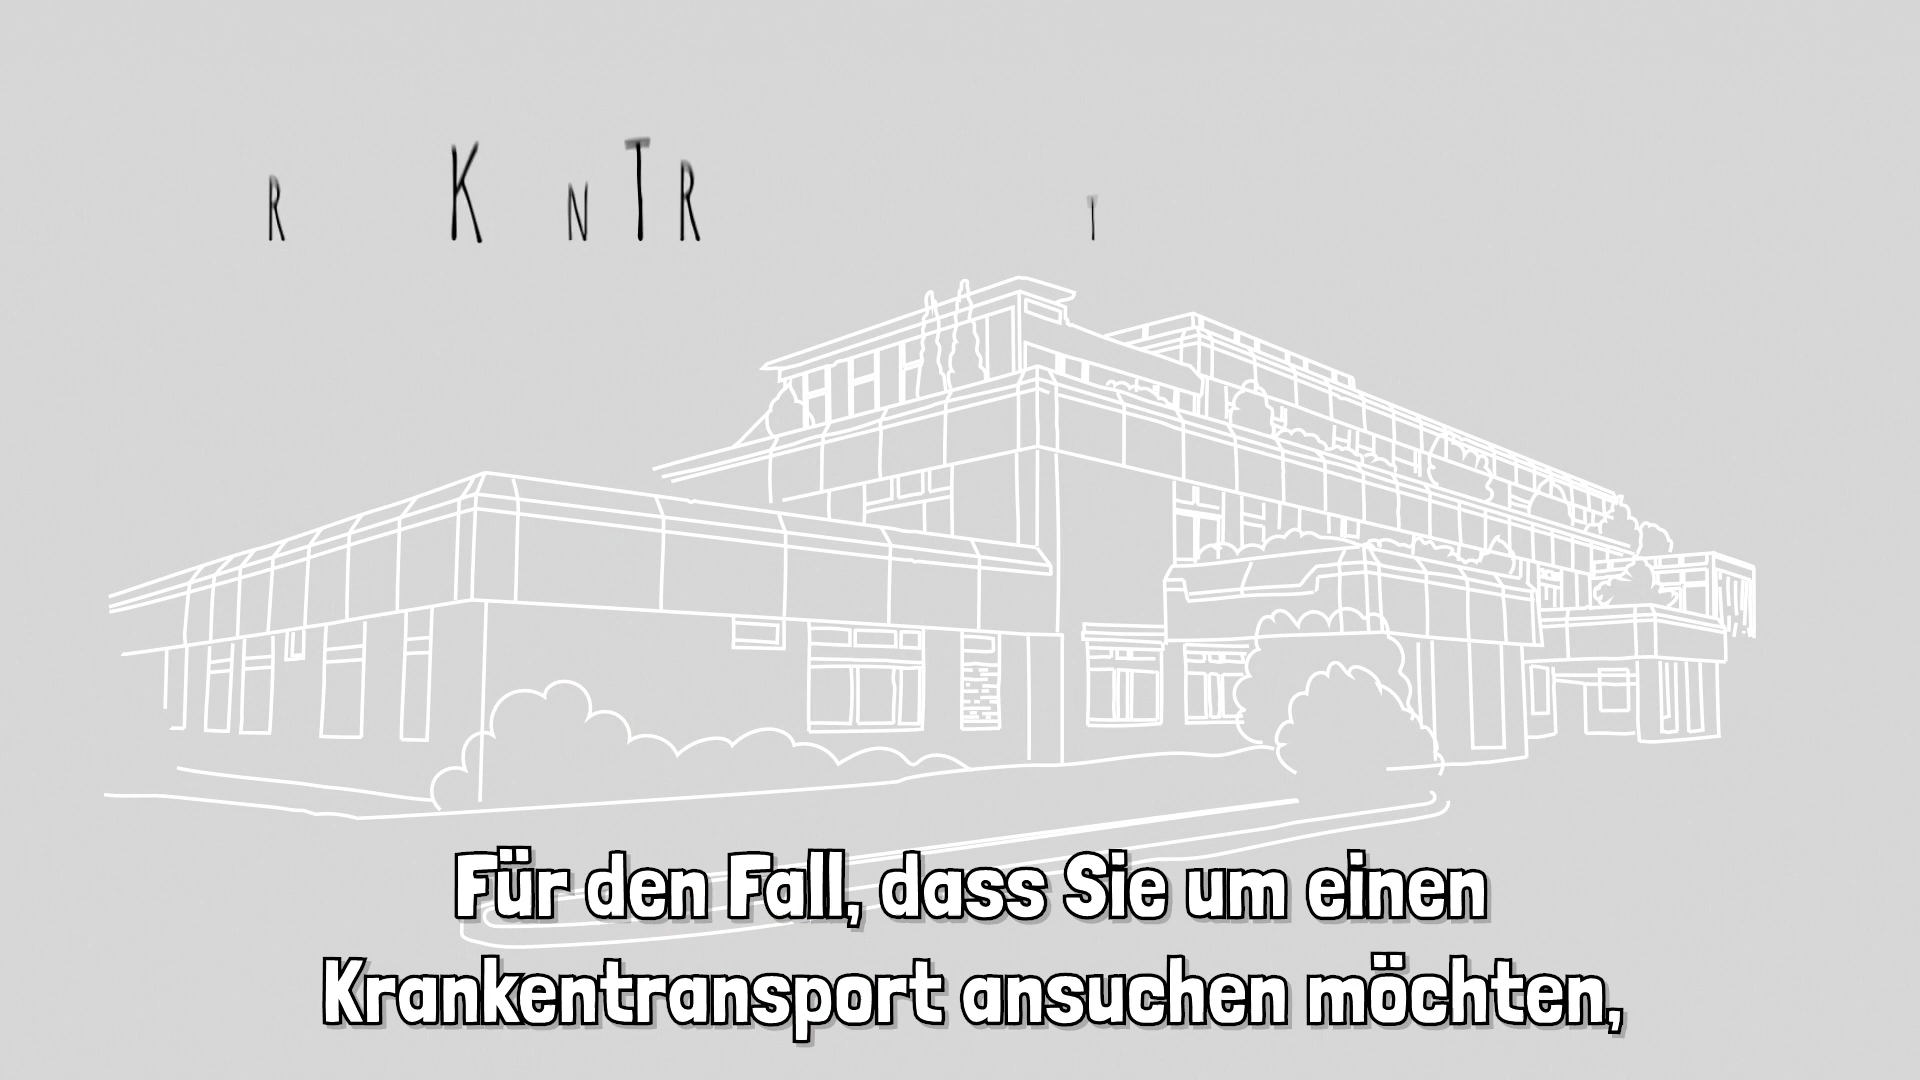 R K N T R T
Für den Fall, dass Sie um einen
Krankentransport ansuchen möchten,